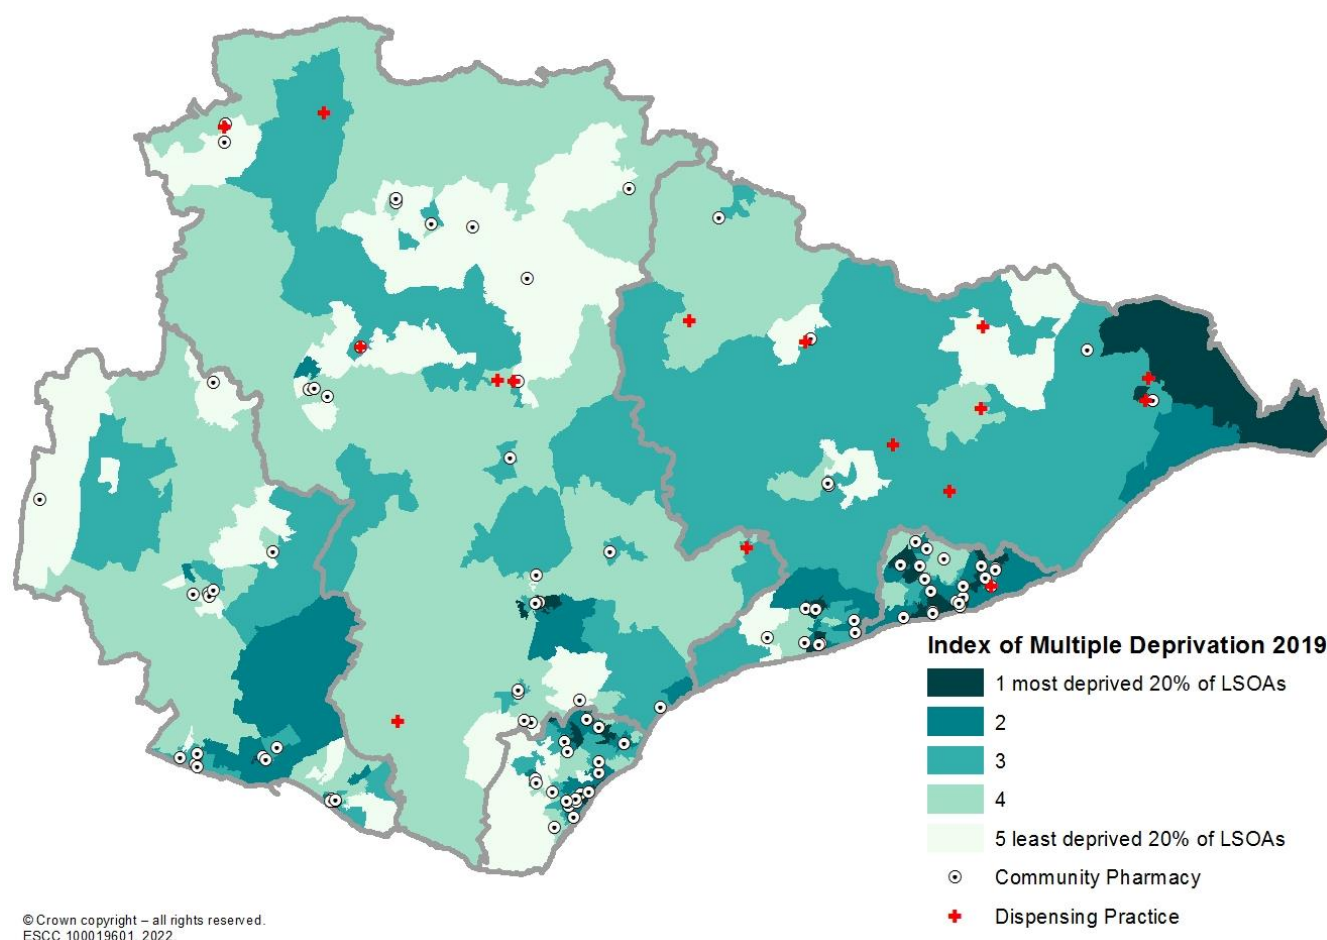 Index of Multiple Deprivation 2019
1 most deprived 20% of LSOAs
2
3
4
5 least deprived 20% of LSOAs
Community Pharmacy
Dispensing Practice
© Crown copyright – all rights reserved.
ESCC 100019601, 2022.